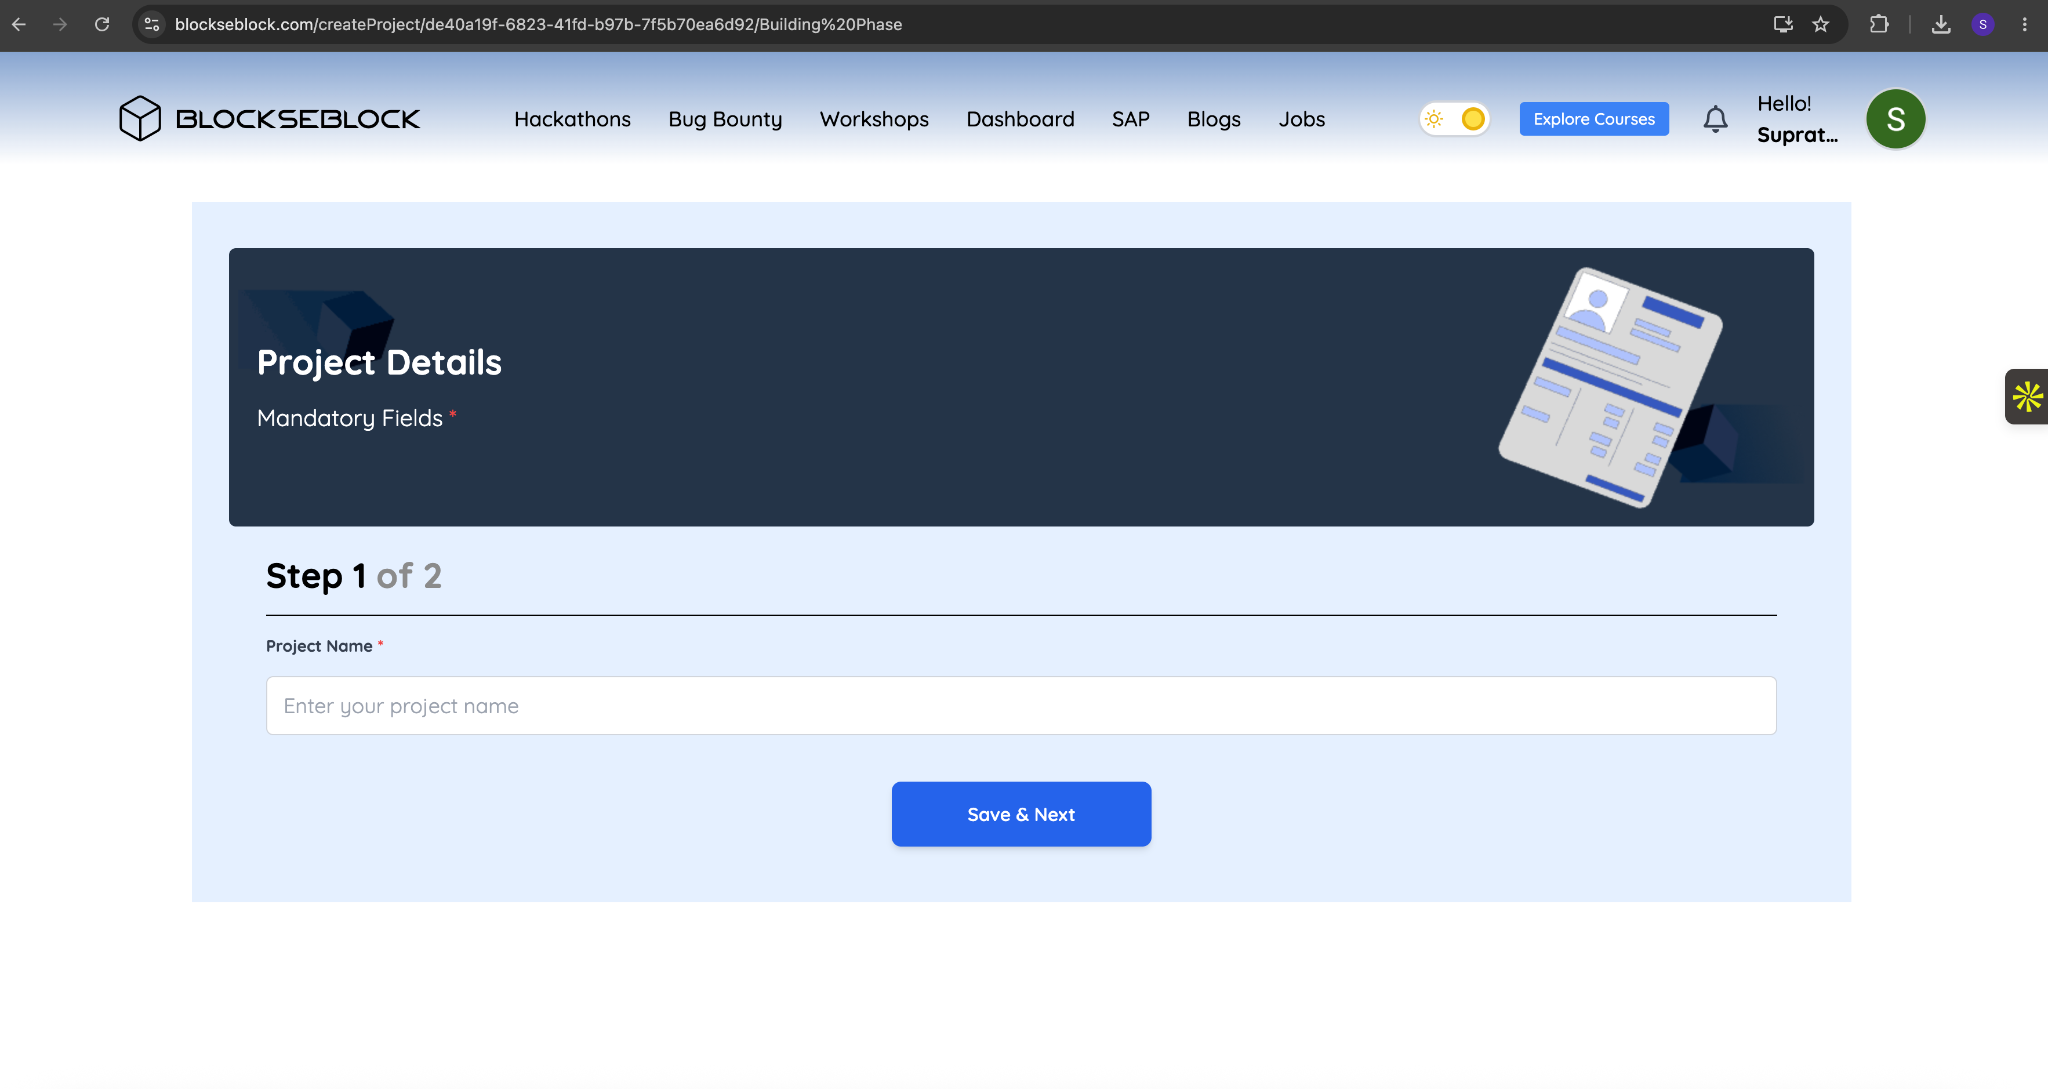 blockseblock.com/createProject/de40a19f-6823-41fd-b97b-7f5b70ea6d92/Building%20Phase
S
BLOCKSEBLOCK
Hackathons
Bug Bounty
Workshops
Dashboard
SAP
Blogs
Jobs
Explore Courses
Hello!
Suprat...
S
Project Details
Mandatory Fields *
Step 1 of 2
Project Name *
Enter your project name
Save & Next